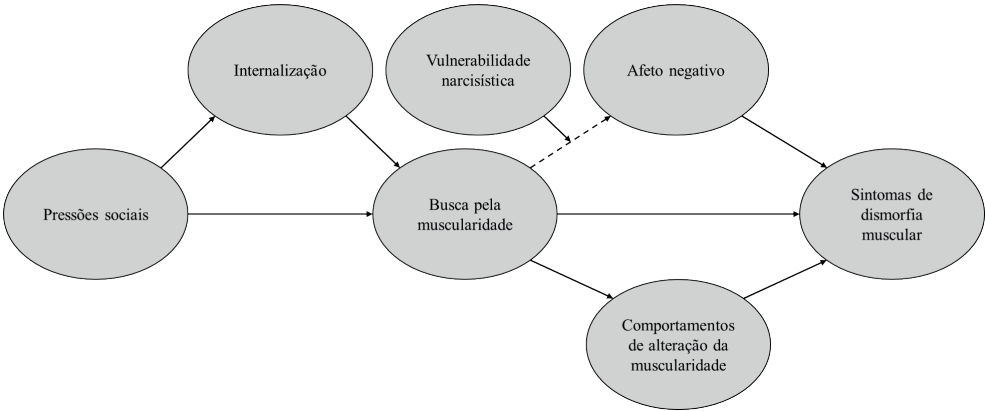 Internalização
Vulnerabilidade
narcisística
Afeto negativo
Pressões sociais
Busca pela
muscularidade
Sintomas de
dismorfia
muscular
Comportamentos
de alteração da
muscularidade